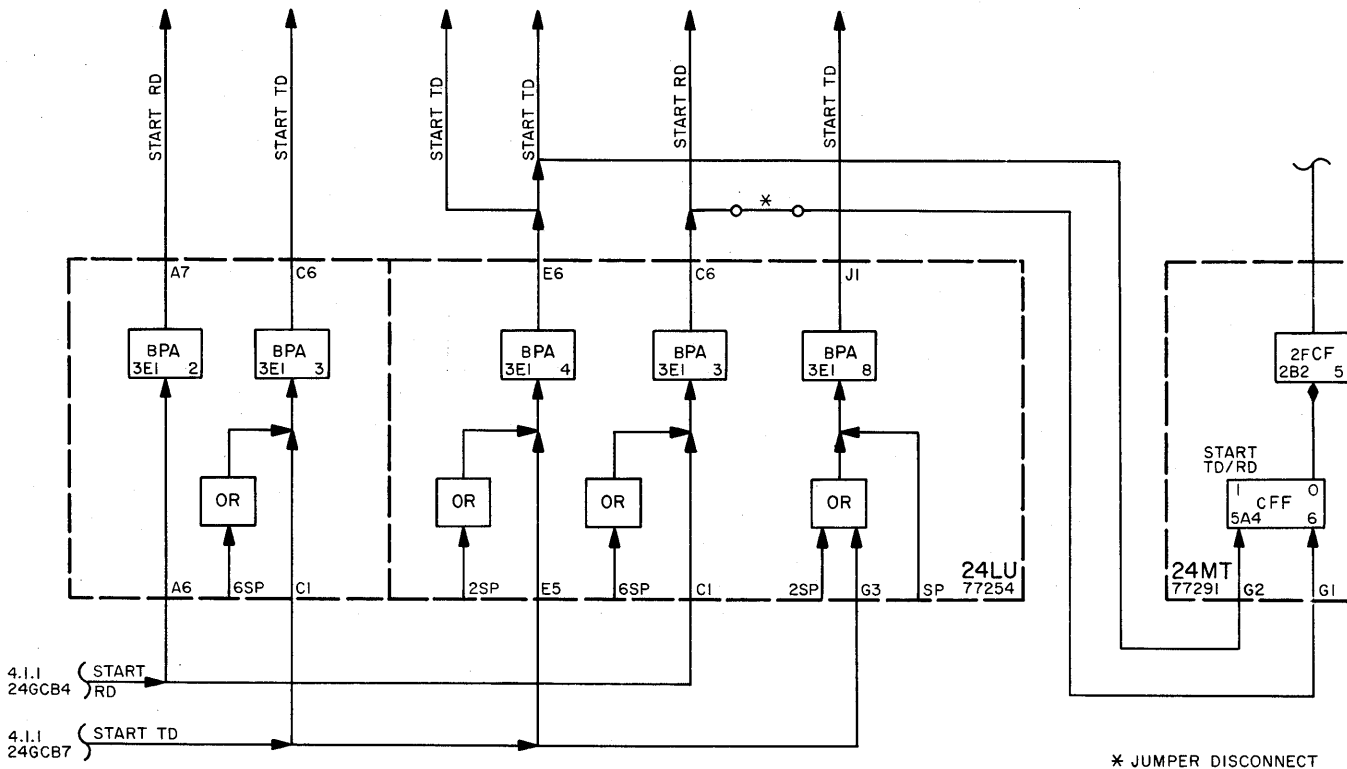 START RD
START TD
START TD
START TD
START RD
START TD
*
A7
C6
E6
C6
J1
BPA
3E1 2
BPA
3E1 3
BPA
3E1 4
BPA
3E1 3
BPA
3E1 8
2FCF
2B2 5
OR
OR
OR
OR
START
TD/RD
1 0
CFF
5A4 6
A6
6SP
C1
2SP
E5
6SP
C1
2SP
G3
SP
24LU
77254
24MT
77291
G2
G1
4.1.1
24GCB4
START
RD
4.1.1
24GCB7
START TD
* JUMPER DISCONNECT